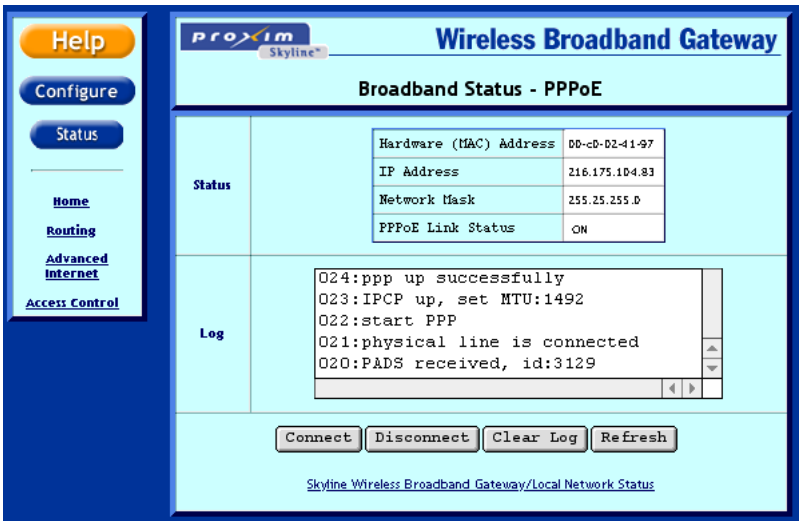 Help
Configure
Status
Home
Routing
Advanced
Internet
Access Control
proxim
Skyline™
Wireless Broadband Gateway
Broadband Status - PPPoE
Status
Hardware (MAC) Address 00-c0-02-41-97
IP Address 216.175.104.83
Network Mask 255.25.255.0
PPPoE Link Status ON
Log
024:ppp up successfully
023:IPCP up, set MTU:1492
022:start PPP
021:physical line is connected
020:PADS received, id:3129
Connect Disconnect Clear Log Refresh
Skyline Wireless Broadband Gateway/Local Network Status